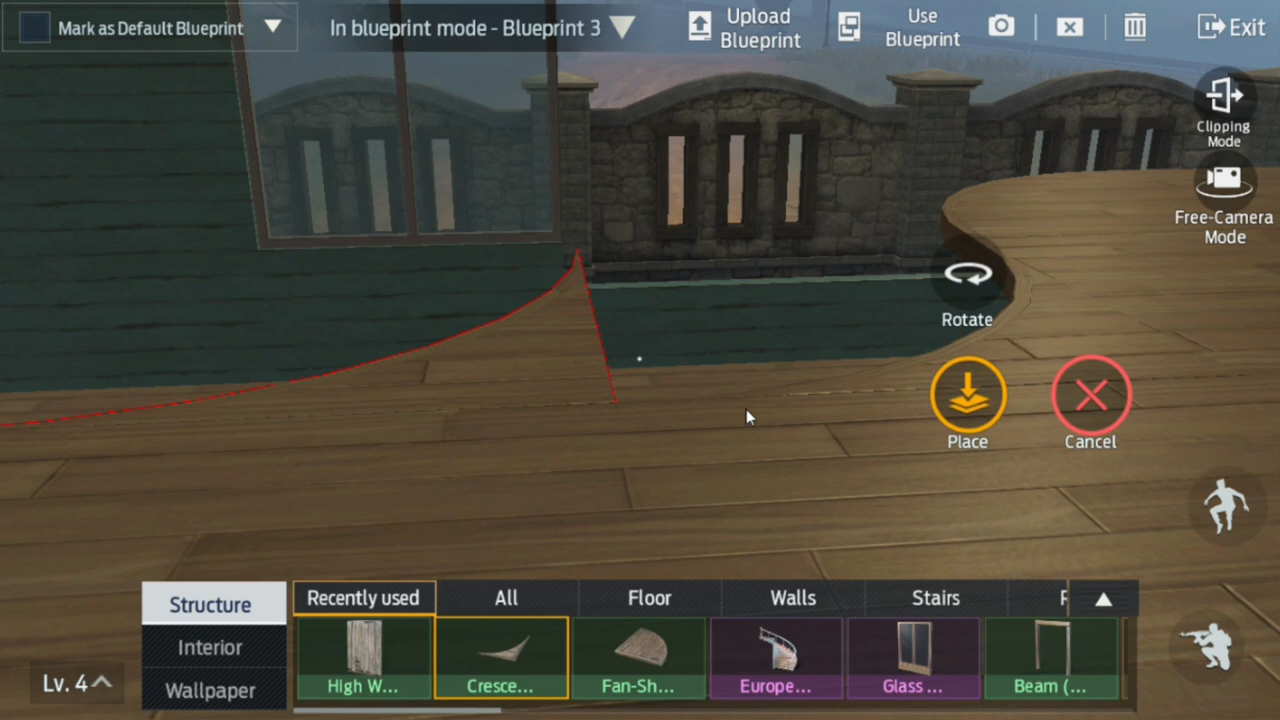 Mark as Default Blueprint
In blueprint mode - Blueprint 3
Upload
Blueprint
Use
Blueprint
Exit
Clipping
Mode
Free-Camera
Mode
Rotate
Place
Cancel
Structure
Recently used
All
Floor
Walls
Stairs
Interior
Wallpaper
High W...
Cresce...
Fan-Sh...
Europe...
Glass ...
Beam (...
Lv. 4